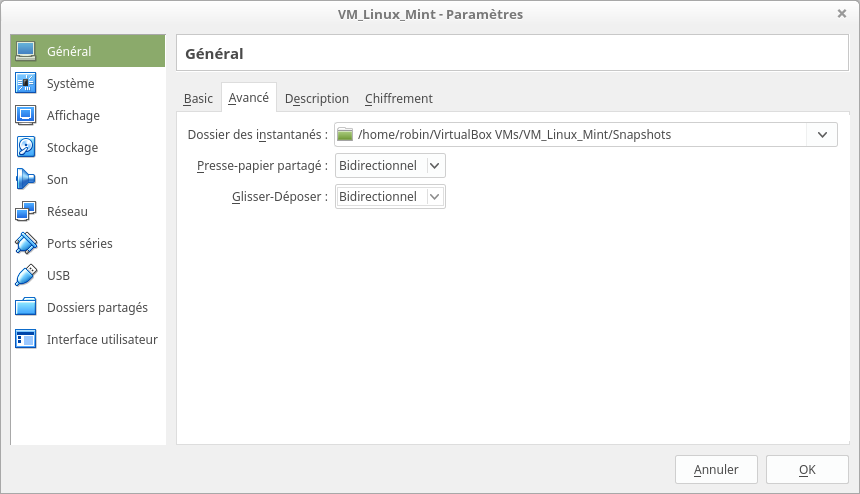 VM_Linux_Mint - Paramètres
Général
Système
Affichage
Stockage
Son
Réseau
Ports séries
USB
Dossiers partagés
Interface utilisateur
Général
Basic Avancé Description Chiffrement
Dossier des instantanés : /home/robin/VirtualBox VMs/VM_Linux_Mint/Snapshots
Presse-papier partagé : Bidirectionnel
Glisser-Déposer : Bidirectionnel
Annuler OK